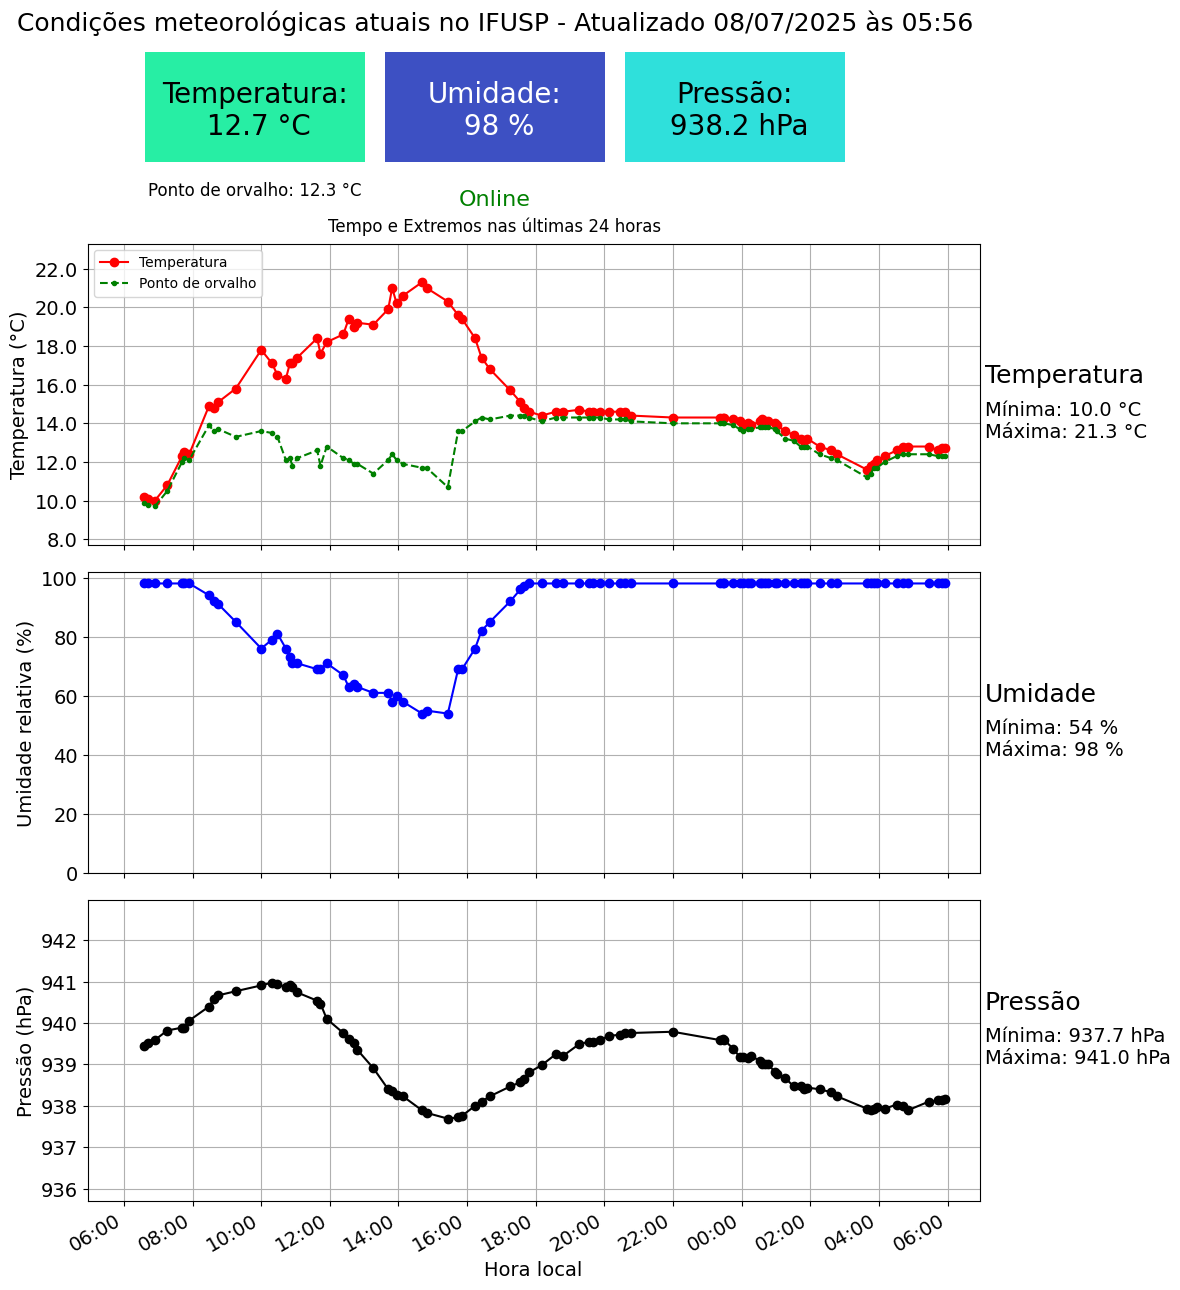 Condições meteorológicas atuais no IFUSP - Atualizado 08/07/2025 às 05:56
Temperatura:
12.7 °C
Umidade:
98 %
Pressão:
938.2 hPa
Ponto de orvalho: 12.3 °C
Online
Tempo e Extremos nas últimas 24 horas
Temperatura
Ponto de orvalho
Temperatura (°C)
22.0
20.0
18.0
16.0
14.0
12.0
10.0
8.0
Temperatura
Mínima: 10.0 °C
Máxima: 21.3 °C
Umidade relativa (%)
100
80
60
40
20
0
Umidade
Mínima: 54 %
Máxima: 98 %
Pressão (hPa)
942
941
940
939
938
937
936
Pressão
Mínima: 937.7 hPa
Máxima: 941.0 hPa
06:00
08:00
10:00
12:00
14:00
16:00
18:00
20:00
22:00
00:00
02:00
04:00
06:00
Hora local